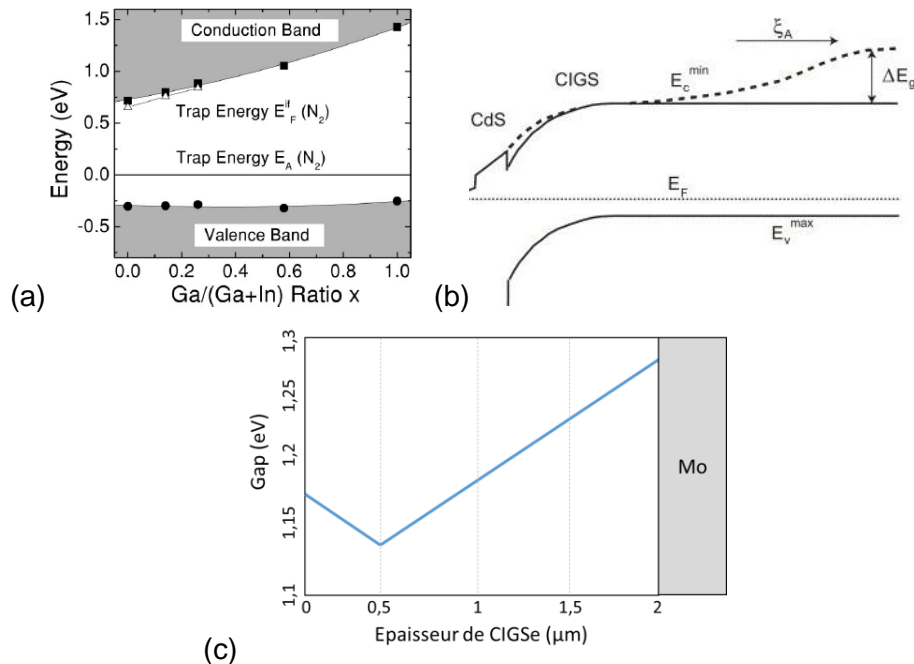 1.5
1.0
0.5
0.0
-0.5
Energy (eV)
Conduction Band
Trap Energy E_F^if (N₂)
Trap Energy E_A (N₂)
Valence Band
0.0 0.2 0.4 0.6 0.8 1.0
Ga/(Ga+In) Ratio x
(a)
ξ_A
CIGS
E_c^min
ΔE_g
CdS
E_F
E_v^max
(b)
1,3
1,25
1,2
1,15
1,1
Gap (eV)
Mo
0 0,5 1 1,5 2
Epaisseur de CIGSe (µm)
(c)